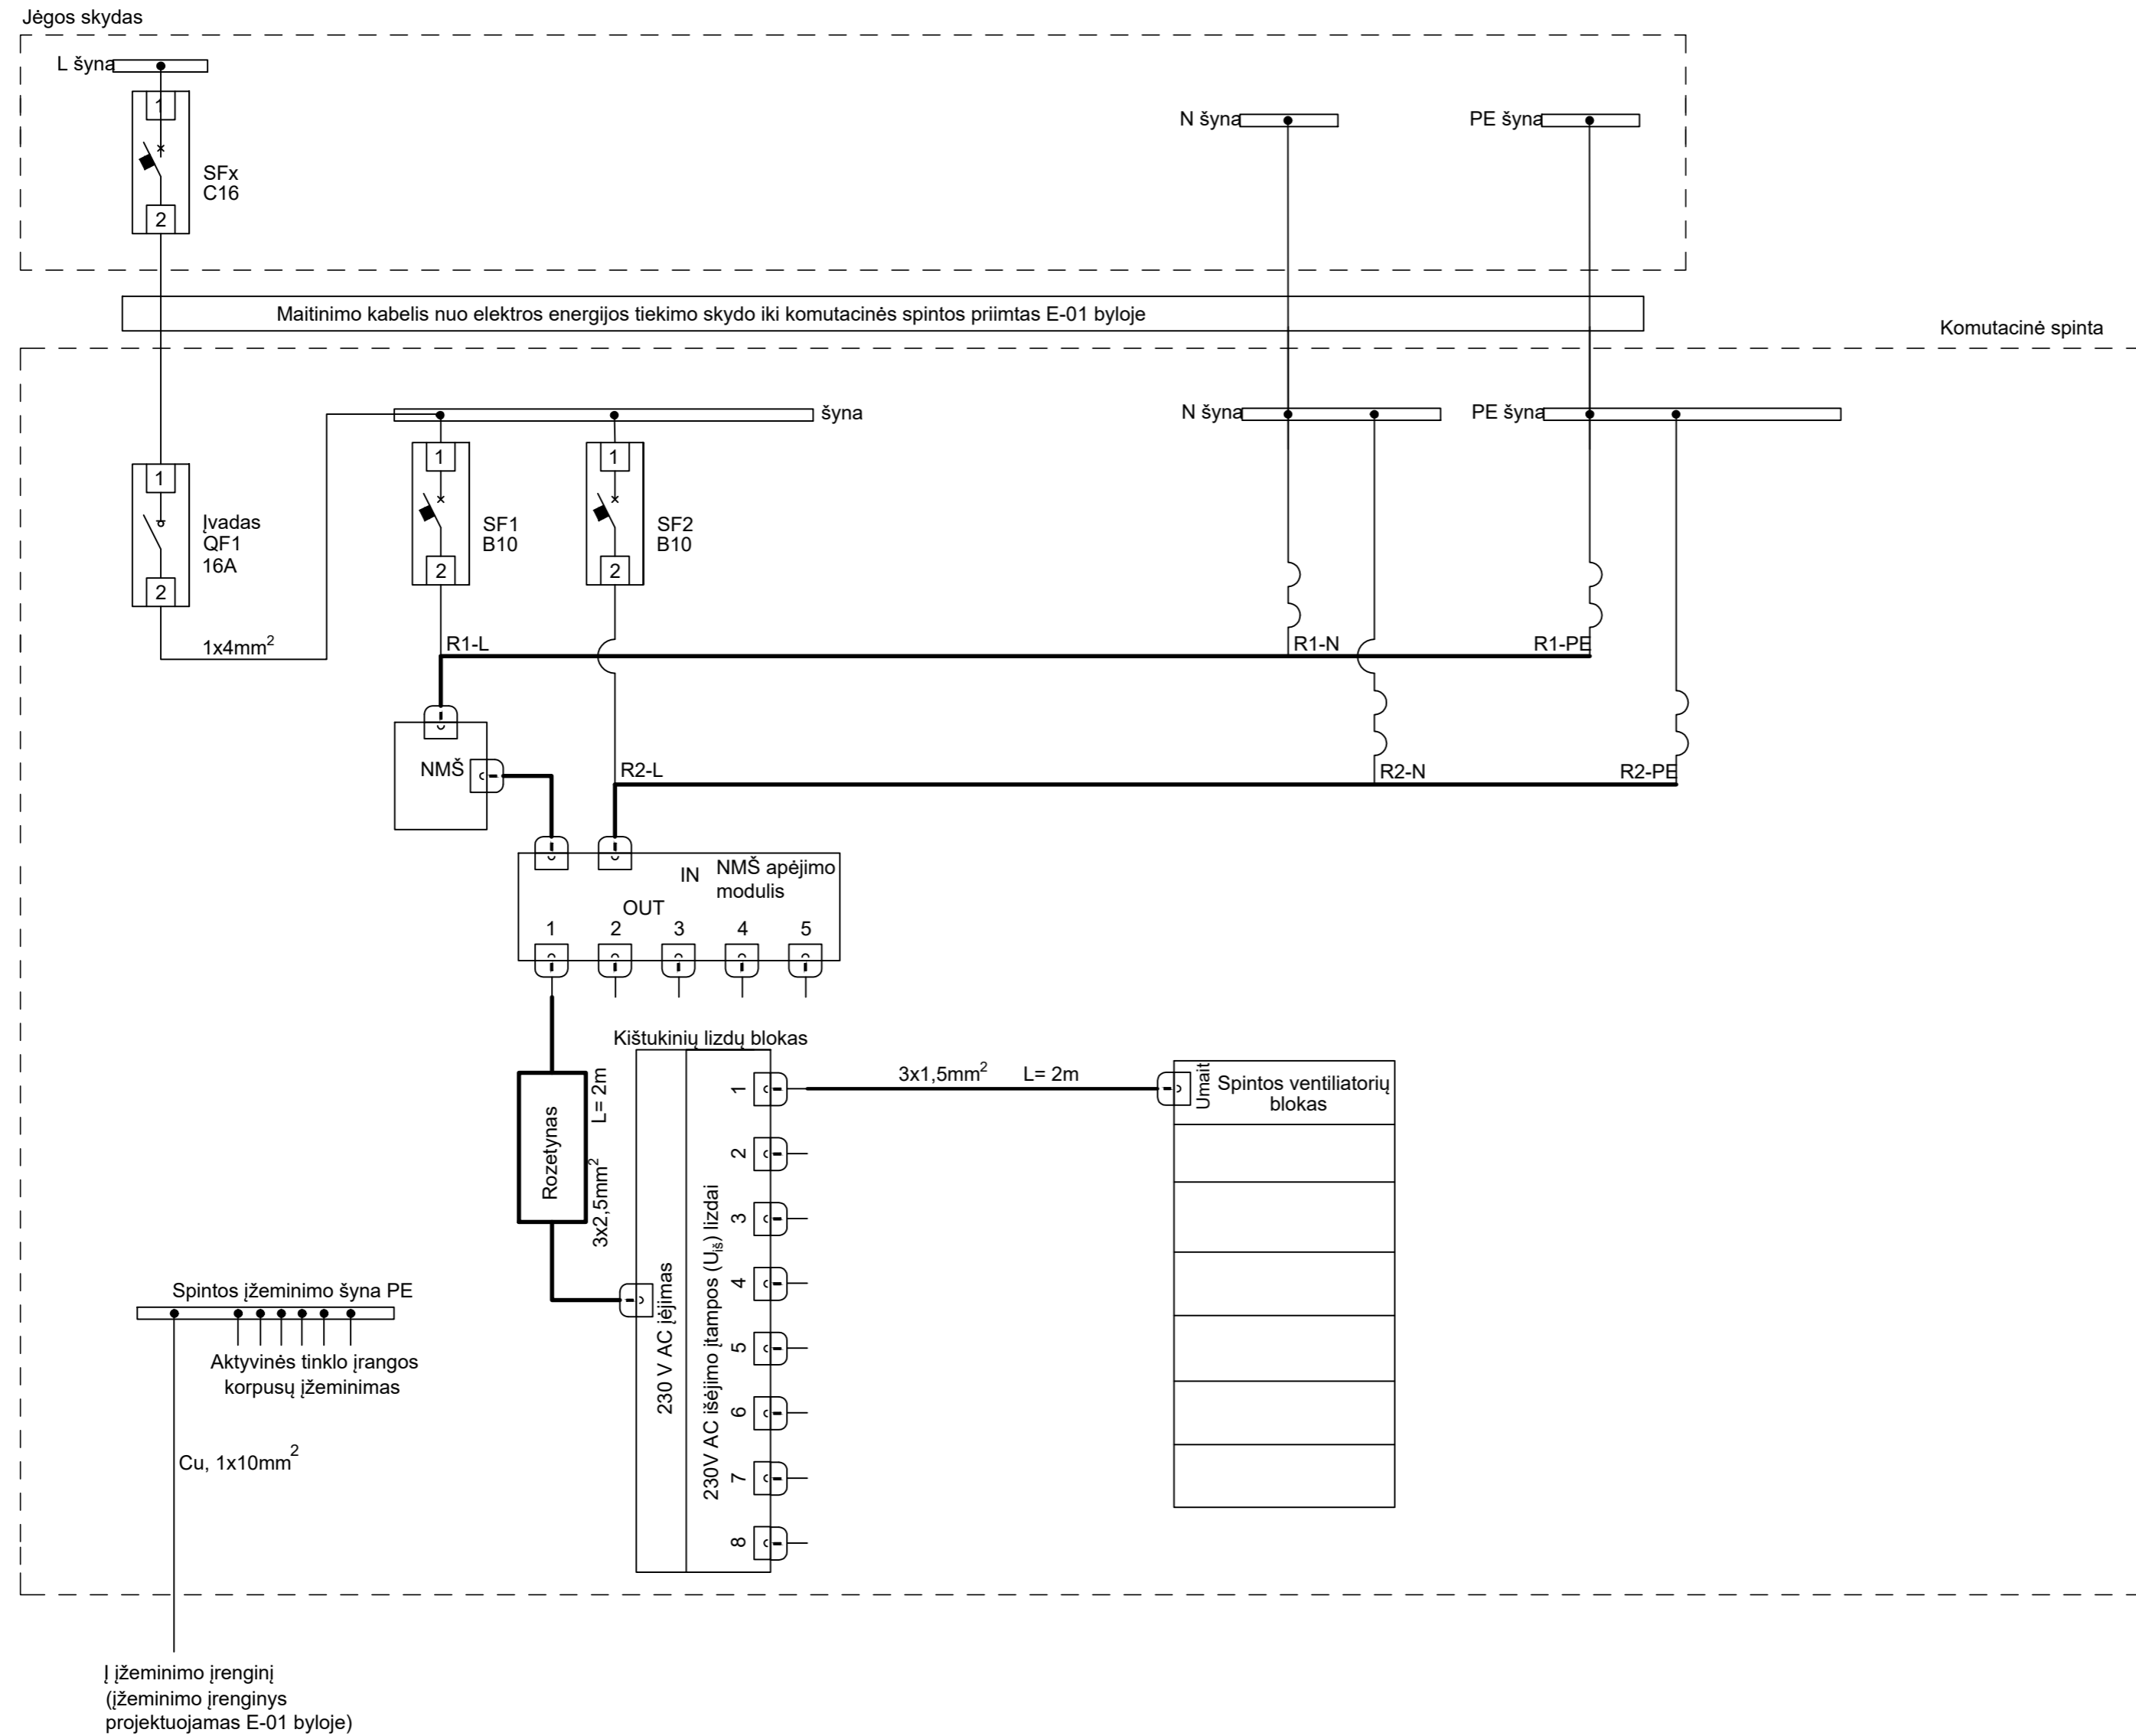 Jėgos skydas
L šyna
1
SFx
C16
2
N šyna
PE šyna
Maitinimo kabelis nuo elektros energijos tiekimo skydo iki komutacinės spintos priimtas E-01 byloje
Komutacinė spinta
šyna
N šyna
PE šyna
1
Įvadas
QF1
16A
2
1
SF1
B10
2
1
SF2
B10
2
1x4mm²
R1-L
R1-N
R1-PE
NMŠ
R2-L
R2-N
R2-PE
IN
NMŠ apėjimo
modulis
OUT
1 2 3 4 5
Rozetynas
L= 2m
3x2,5mm²
Kištukinių lizdų blokas
230 V AC įėjimas
230V AC išėjimo įtampos (Uiš) lizdai
1
2
3
4
5
6
7
8
3x1,5mm² L= 2m
Umait
Spintos ventiliatorių
blokas
Spintos įžeminimo šyna PE
Aktyvinės tinklo įrangos
korpusų įžeminimas
Cu, 1x10mm²
Į įžeminimo įrenginį
(įžeminimo įrenginys
projektuojamas E-01 byloje)